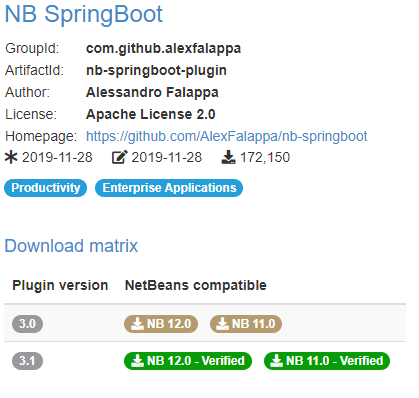 NB SpringBoot
GroupId: com.github.alexfalappa
ArtifactId: nb-springboot-plugin
Author: Alessandro Falappa
License: Apache License 2.0
Homepage: https://github.com/AlexFalappa/nb-springboot
2019-11-28 2019-11-28 172,150
Productivity Enterprise Applications
Download matrix
Plugin version NetBeans compatible
3.0 NB 12.0 NB 11.0
3.1 NB 12.0 - Verified NB 11.0 - Verified